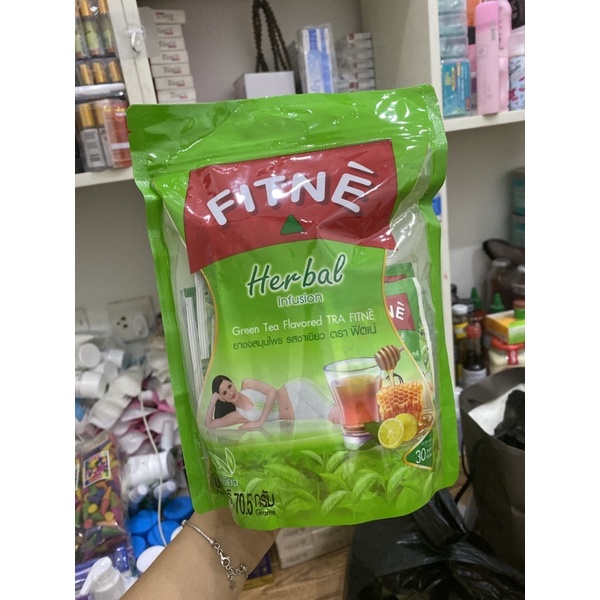 FITNÈ
Herbal
Infusion
Green Tea Flavored TRA FITNÈ
ยาชงสมุนไพร รสชาเขียว ตรา ฟิตเน่
NÈ
30
70.5 กรัม
Grams